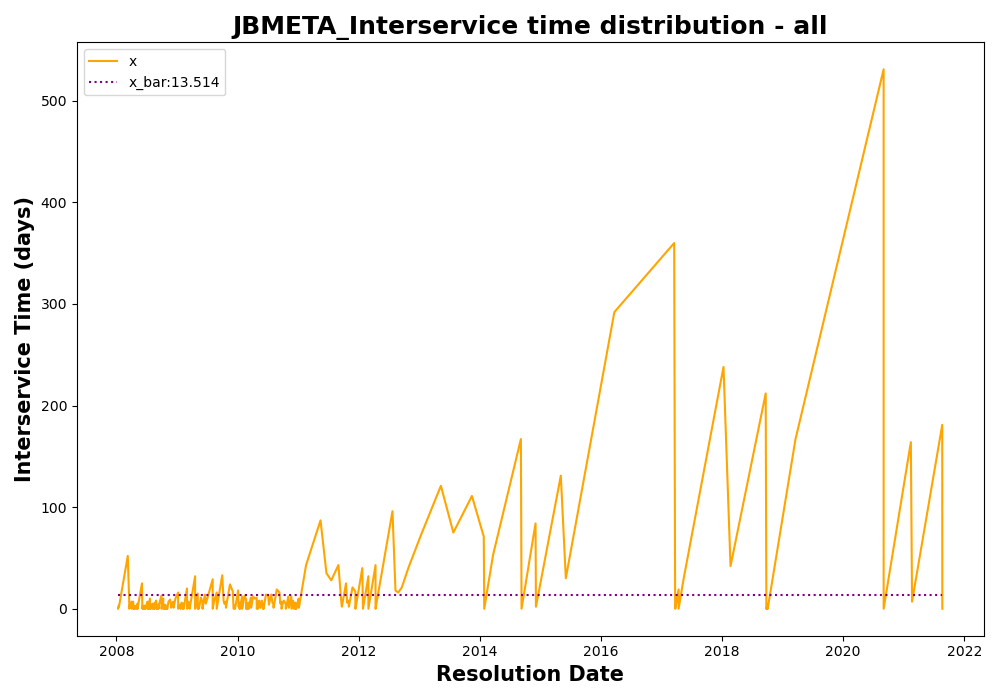 JBMETA_Interservice time distribution - all
x
x_bar:13.514
Interservice Time (days)
500
400
300
200
100
0
2008 2010 2012 2014 2016 2018 2020 2022
Resolution Date